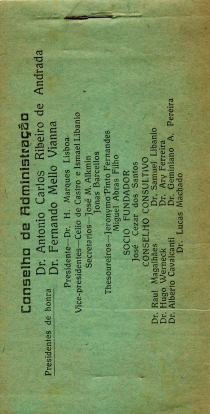 Conselho de Administração
Presidentes de honra
Dr. Antonio Carlos Ribeiro de Andrada
Dr. Fernando Mello Vianna
Presidente—Dr. H. Marques Lisboa
Vice-presidentes—Celio de Castro e Ismael Libanio
Secretarios—José M. Alkmin
Jonas Barcellos
Thesoureiros—Jeronymo Pinto Fernandes
Miguel Abras Filho
SOCIO FUNDADOR
José Cezar dos Santos
CONSELHO CONSULTIVO
Dr. Raul Magalhães Dr. Samuel Libanio
Dr. Hugo Werneck Dr. Ary Ferreira
Dr. Alberto Cavalcanti Dr. Geminiano A. Pereira
Dr. Lucas Machado